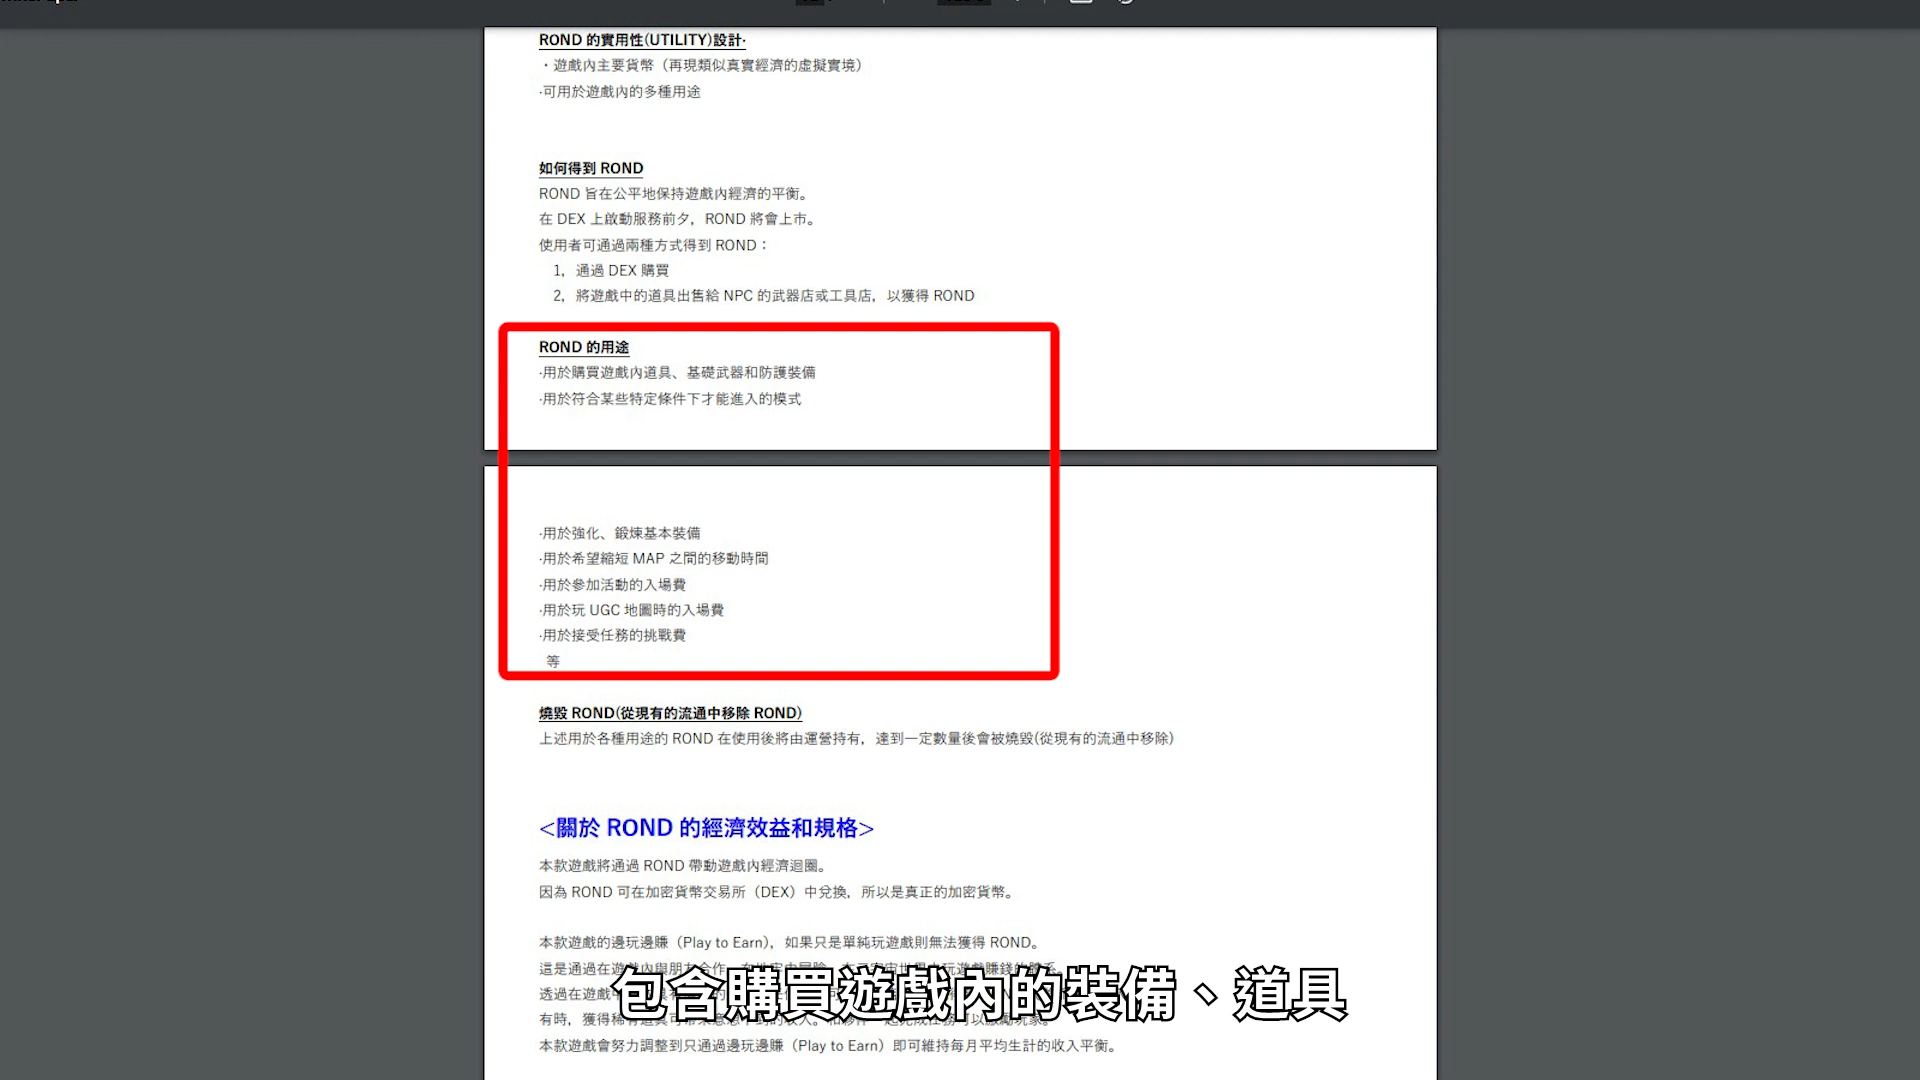 ROND 的實用性(UTILITY)設計·
・遊戲內主要貨幣（再現類似真實經濟的虛擬實境）
·可用於遊戲內的多種用途
如何得到 ROND
ROND 旨在公平地保持遊戲內經濟的平衡。
在 DEX 上啟動服務前夕，ROND 將會上市。
使用者可通過兩種方式得到 ROND：
1，通過 DEX 購買
2，將遊戲中的道具出售給 NPC 的武器店或工具店，以獲得 ROND
ROND 的用途
·用於購買遊戲內道具、基礎武器和防護裝備
·用於符合某些特定條件下才能進入的模式
·用於強化、鍛煉基本裝備
·用於希望縮短 MAP 之間的移動時間
·用於參加活動的入場費
·用於玩 UGC 地圖時的入場費
·用於接受任務的挑戰費
等
燒毀 ROND(從現有的流通中移除 ROND)
上述用於各種用途的 ROND 在使用後將由運營持有，達到一定數量後會被燒毀(從現有的流通中移除)
<關於 ROND 的經濟效益和規格>
本款遊戲將通過 ROND 帶動遊戲內經濟迴圈。
因為 ROND 可在加密貨幣交易所（DEX）中兌換，所以是真正的加密貨幣。
本款遊戲的邊玩邊賺（Play to Earn），如果只是單純玩遊戲則無法獲得 ROND。
這是通過在遊戲內與朋友合作
透過在遊戲
有時，獲得稀有道具可帶來意想不到的收入。
本款遊戲會努力調整到只通過邊玩邊賺（Play to Earn）即可維持每月平均生計的收入平衡。
包含購買遊戲內的裝備、道具